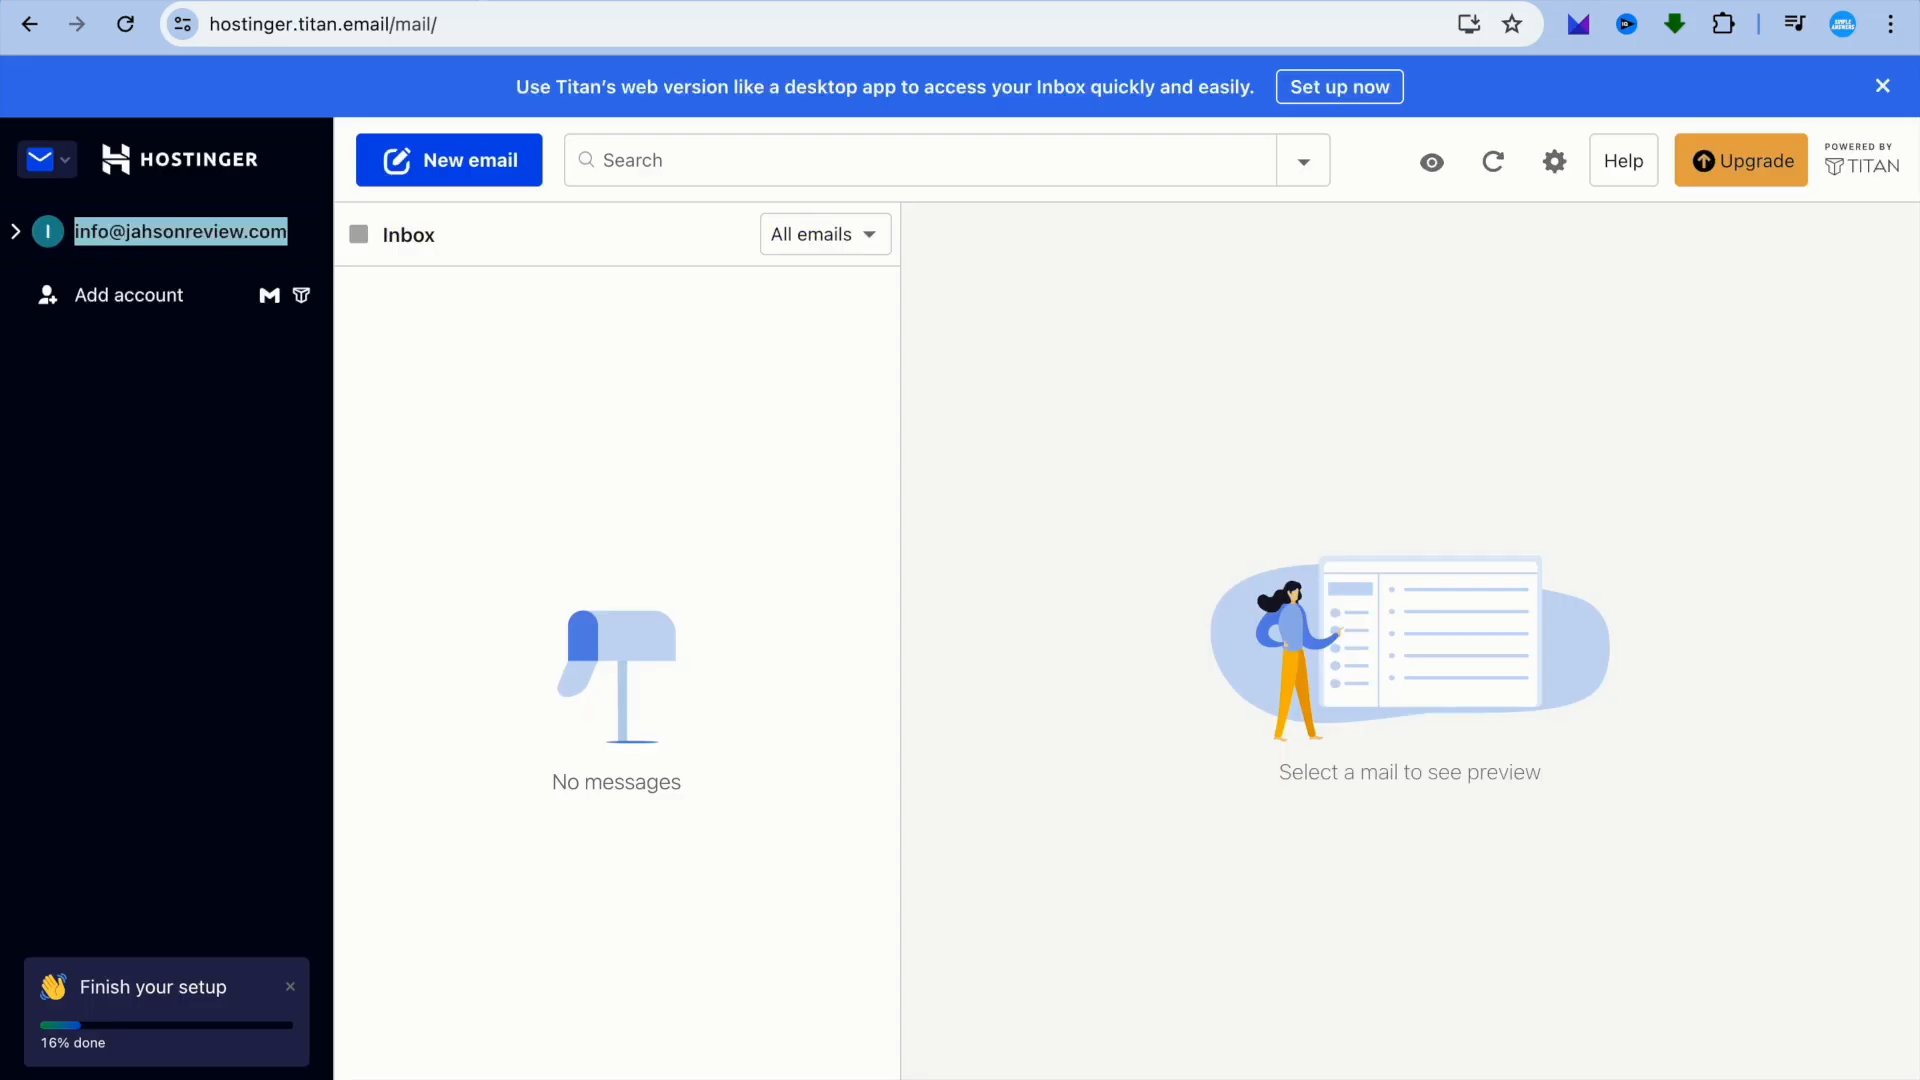 hostinger.titan.email/mail/
SIMPLE ANSWERS
Use Titan's web version like a desktop app to access your Inbox quickly and easily. Set up now
HOSTINGER
New email
Search
Help
Upgrade
POWERED BY
TITAN
I info@jahsonreview.com
Inbox
All emails
Add account
No messages
Select a mail to see preview
Finish your setup
16% done